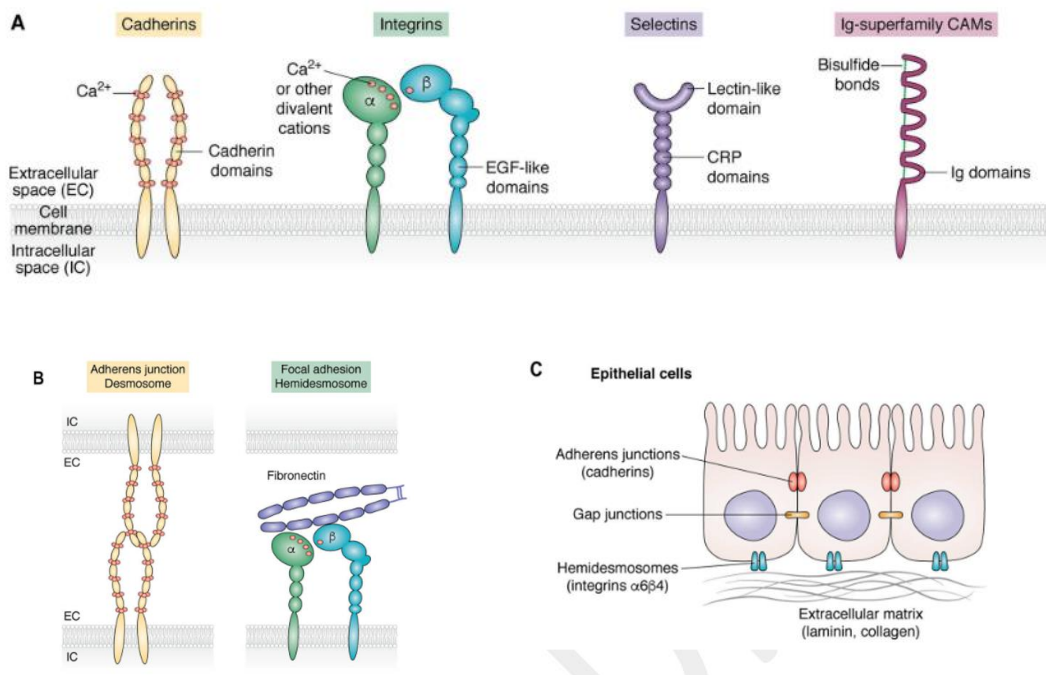 A
Cadherins
Integrins
Selectins
Ig-superfamily CAMs
Ca2+
Ca2+
or other
divalent
cations
α
β
Lectin-like
domain
Bisulfide
bonds
Cadherin
domains
EGF-like
domains
CRP
domains
Ig domains
Extracellular
space (EC)
Cell
membrane
Intracellular
space (IC)
B
Adherens junction
Desmosome
Focal adhesion
Hemidesmosome
IC
EC
Fibronectin
α
β
EC
IC
C
Epithelial cells
Adherens junctions
(cadherins)
Gap junctions
Hemidesmosomes
(integrins α6β4)
Extracellular matrix
(laminin, collagen)